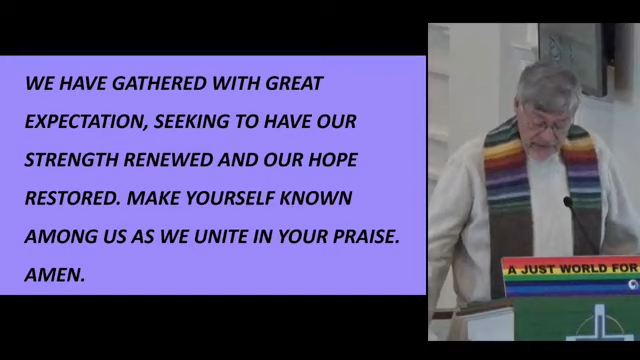 WE HAVE GATHERED WITH GREAT
EXPECTATION, SEEKING TO HAVE OUR
STRENGTH RENEWED AND OUR HOPE
RESTORED. MAKE YOURSELF KNOWN
AMONG US AS WE UNITE IN YOUR PRAISE.
AMEN.
A JUST WORLD FOR